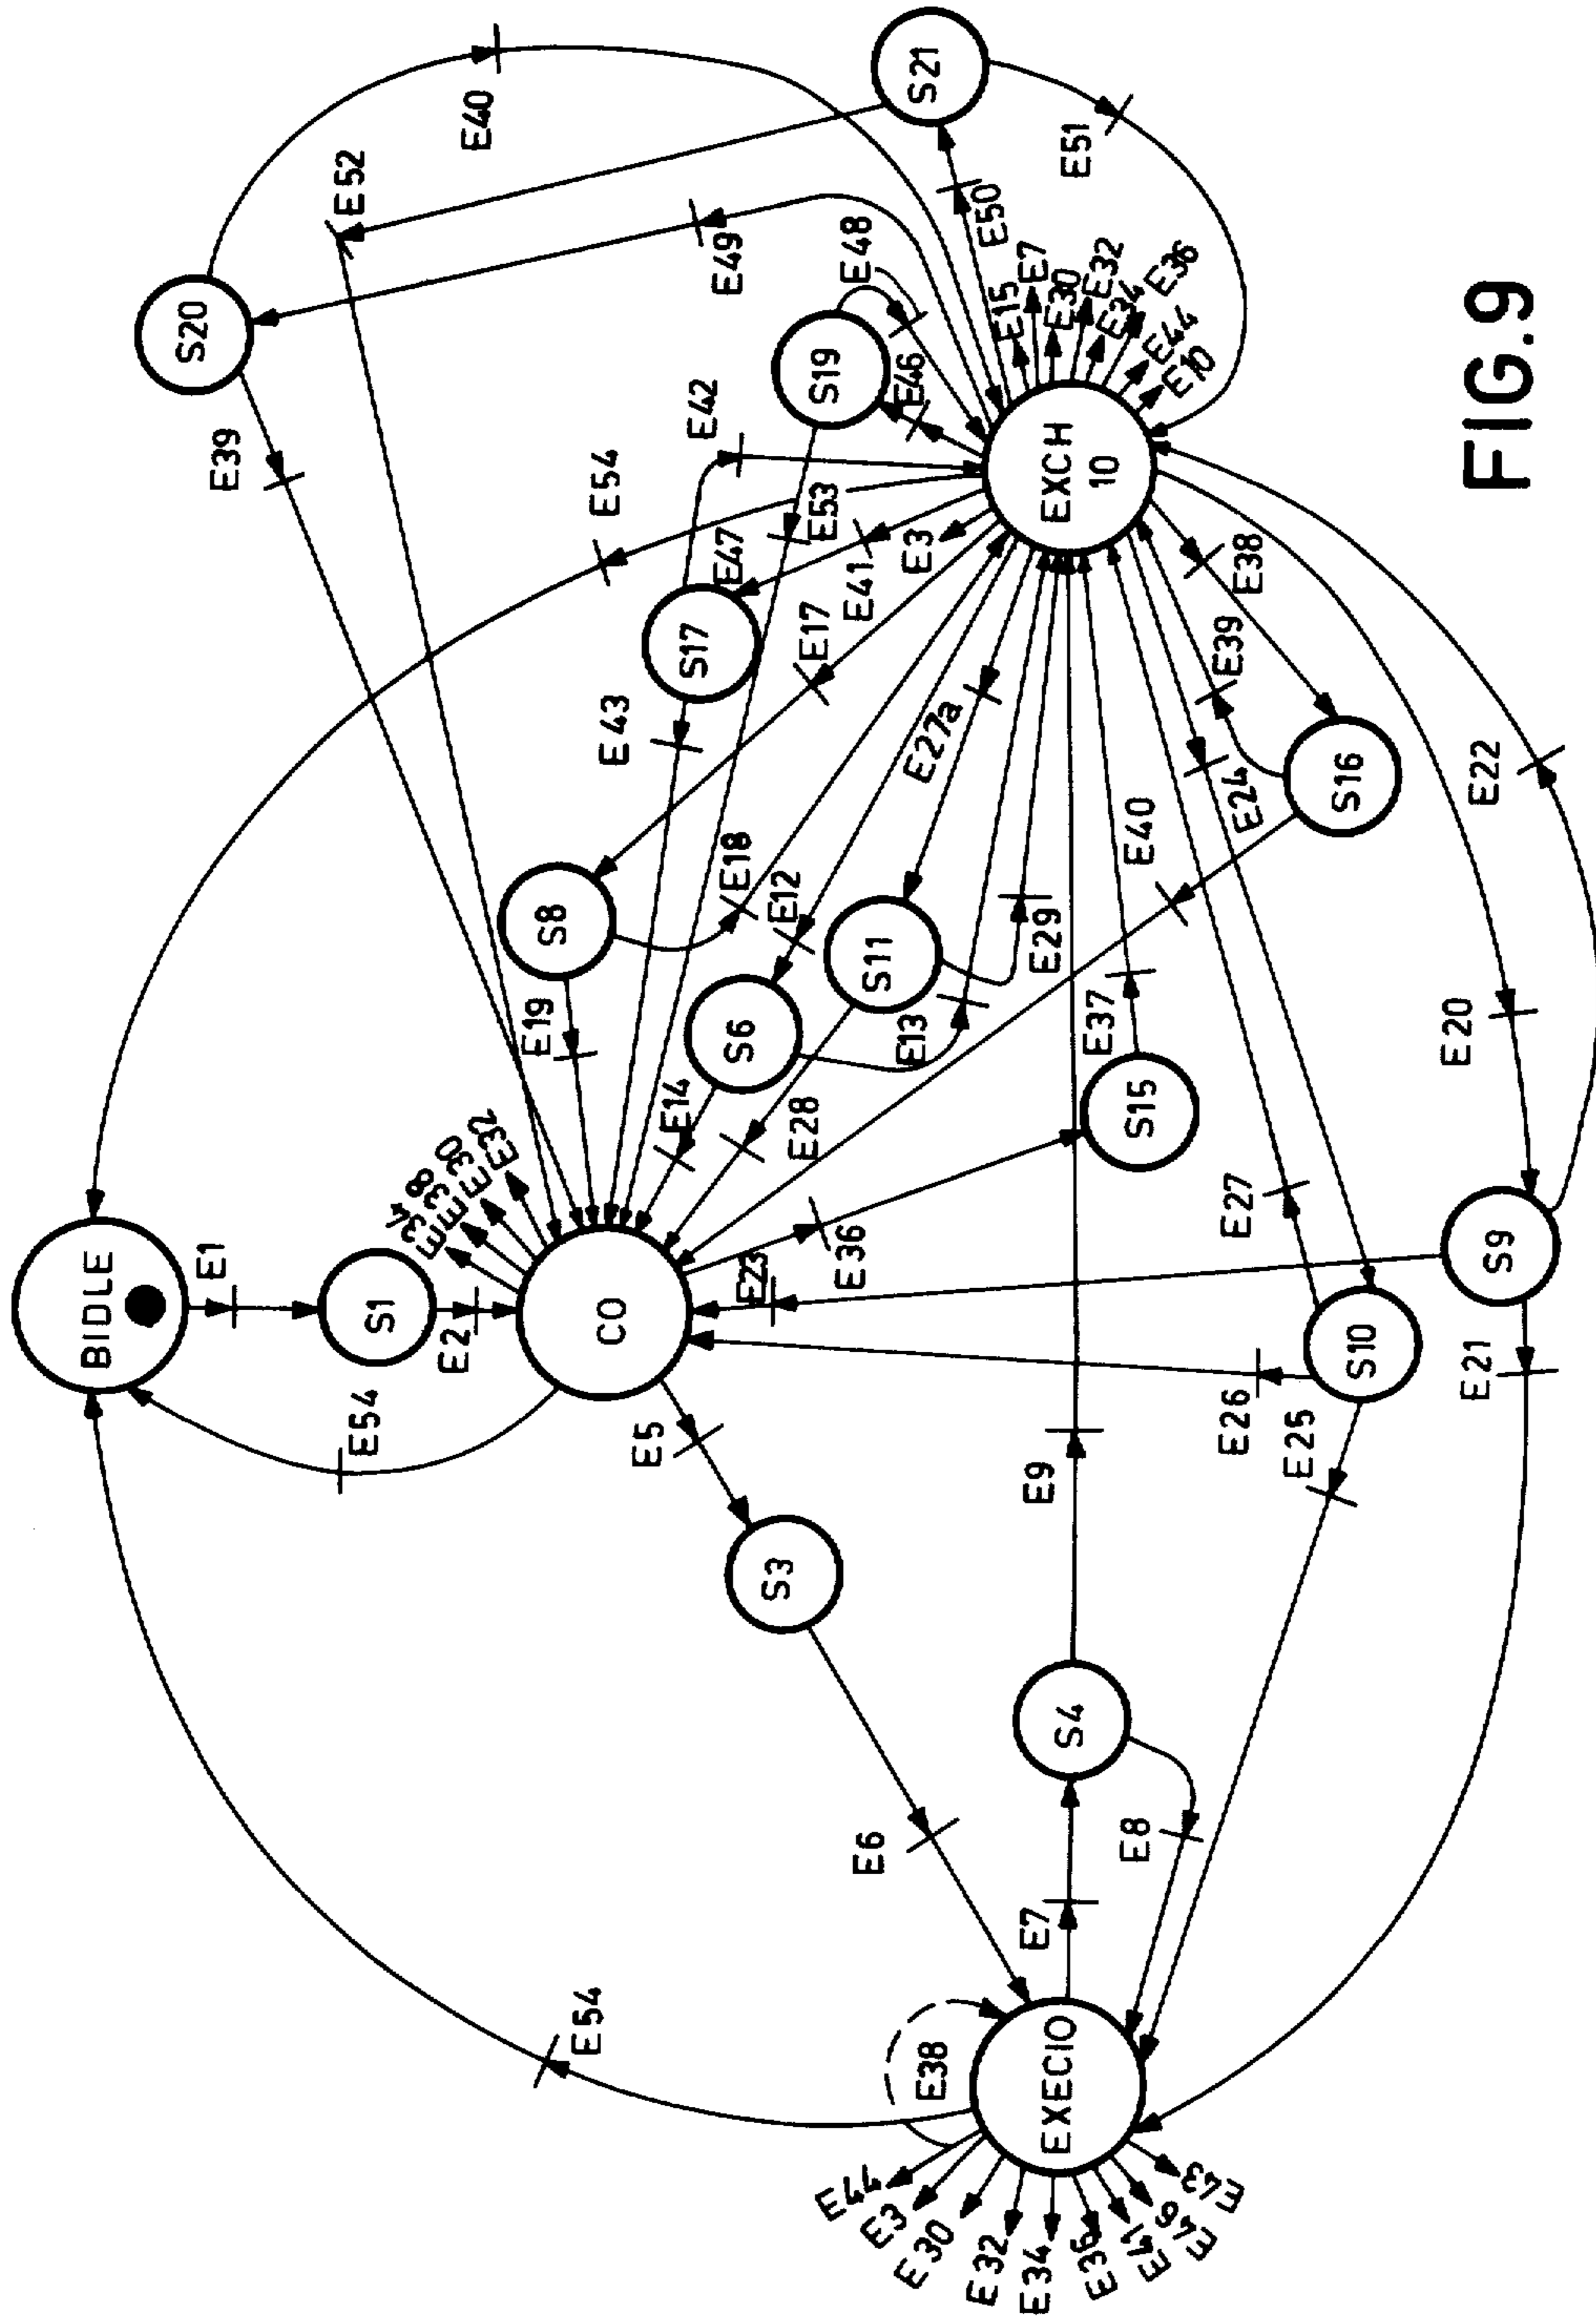 BIDLE
S20
E1
E39
E54
E52
S1
E34
E38
E30
E32
E2
E40
E19
S8
E54
E54
CO
E43
E5
E14
S17
E42
E49
E47
E18
S6
E23
S3
E12
E28
E17
S19
E53
E44
E36
E41
E48
E6
S11
E3
E13
E46
E3
S21
E30
E38
E27a
E32
E50
E15
E34
E7
E9
E29
E7
EXECIO
S4
EXCH
10
E30
E51
E36
E37
E32
E41
E8
S15
E40
E34
E46
E36
E44
E43
E10
E26
E27
E39
E24
E38
E25
S10
S16
E20
E21
E22
S9
FIG.9